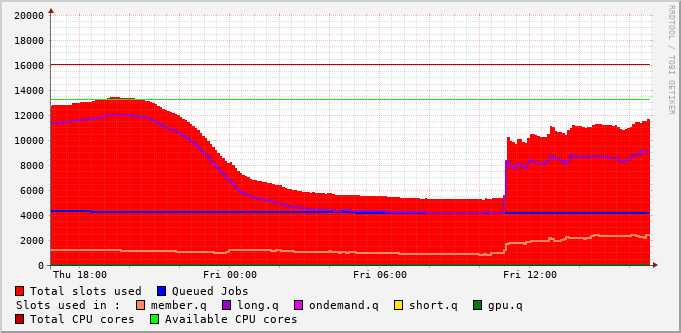 20000
18000
16000
14000
12000
10000
8000
6000
4000
2000
0
Thu 18:00 Fri 00:00 Fri 06:00 Fri 12:00
RRDTOOL / TOBI OETIKER
Total slots used Queued Jobs
Slots used in : member.q long.q ondemand.q short.q gpu.q
Total CPU cores Available CPU cores